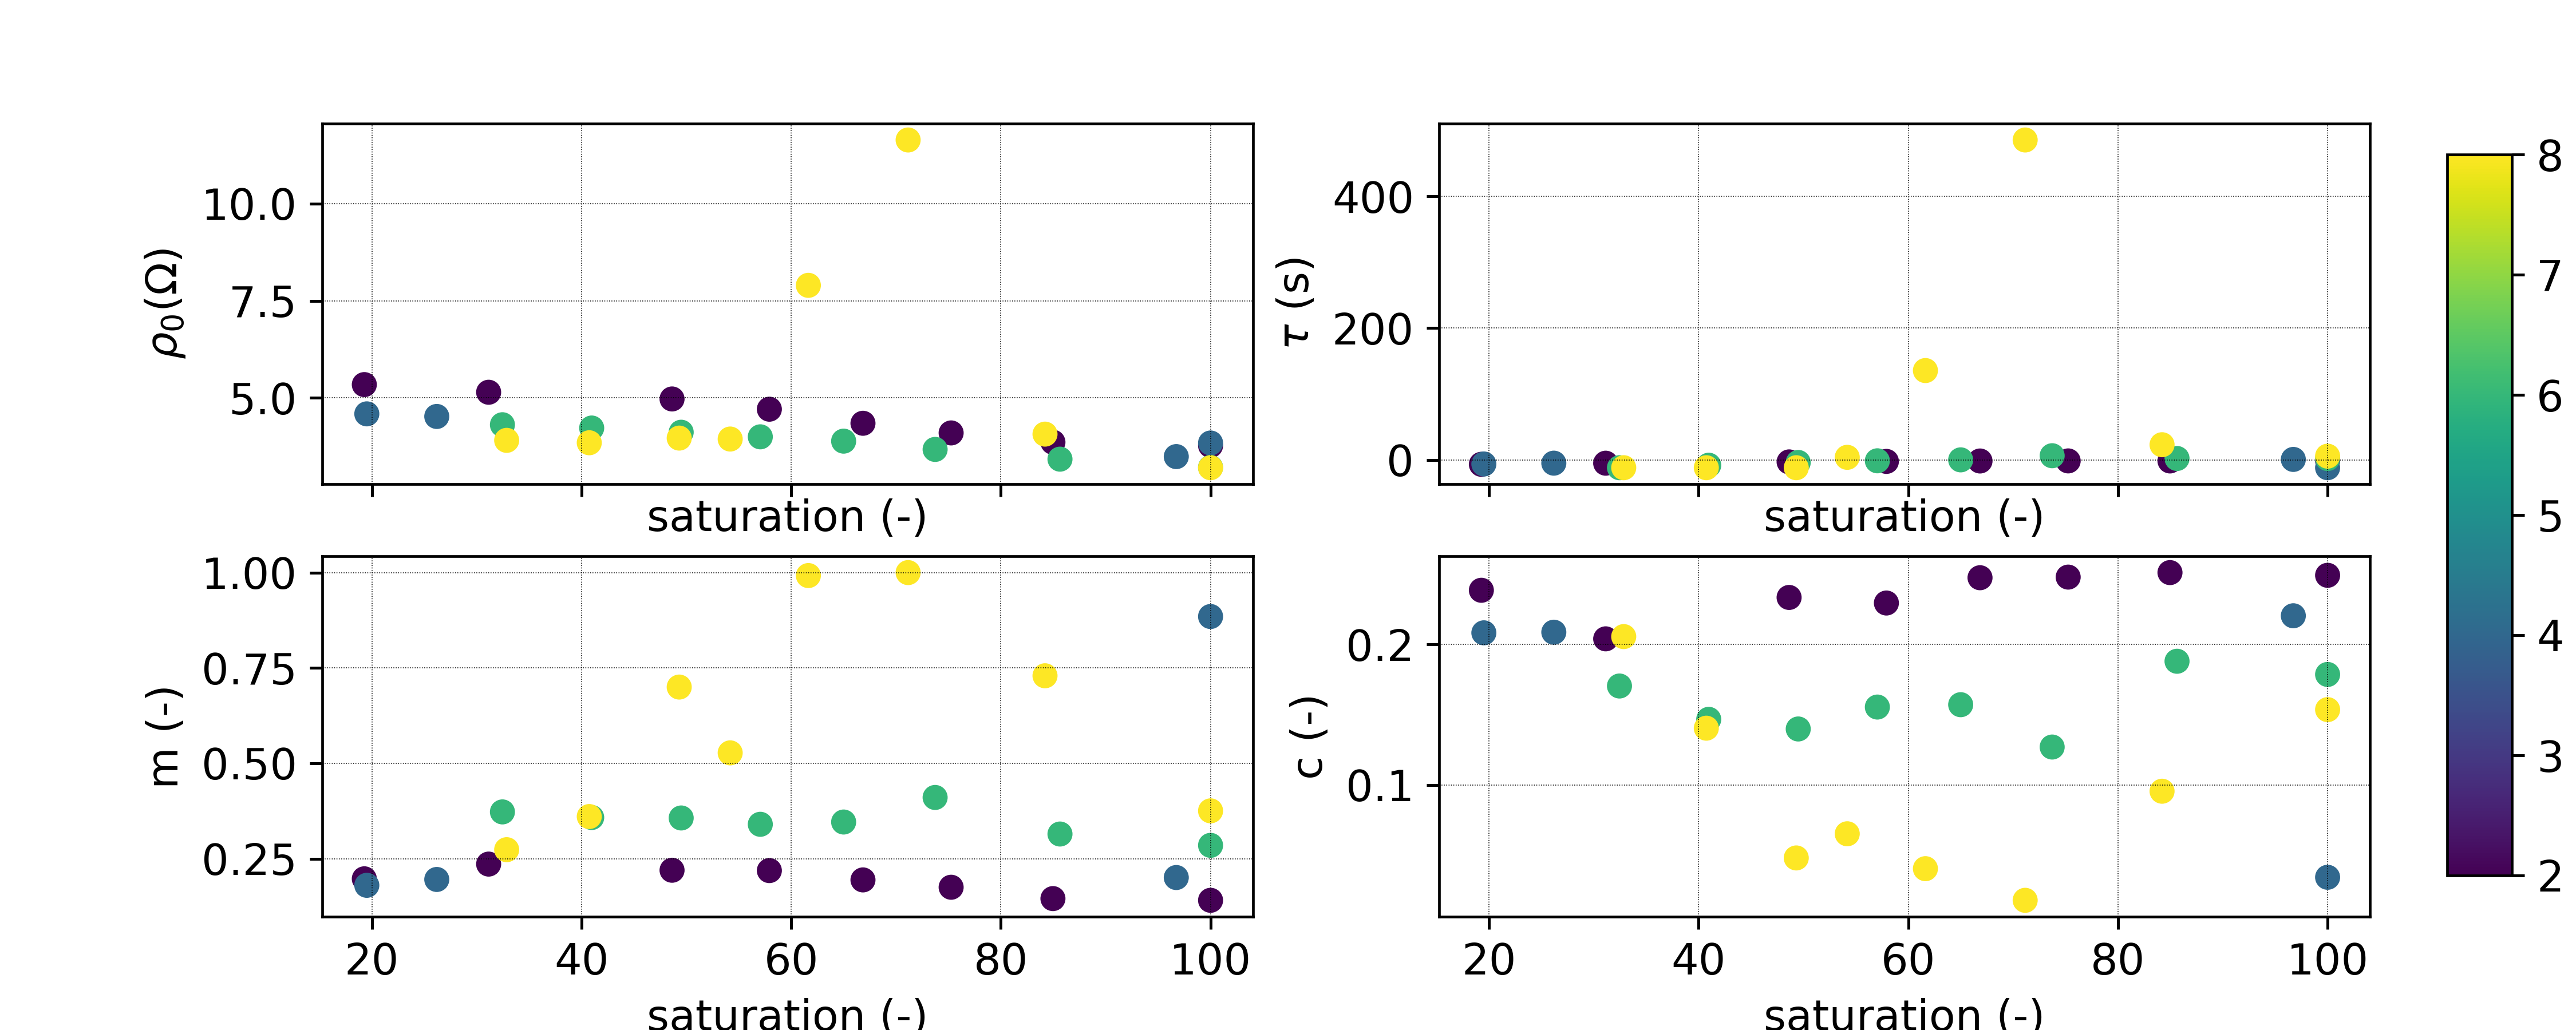 10.0
7.5
5.0
ρ0(Ω)
saturation (-)
400
200
0
τ (s)
saturation (-)
1.00
0.75
0.50
0.25
m (-)
20 40 60 80 100
saturation (-)
0.2
0.1
c (-)
20 40 60 80 100
saturation (-)
8
7
6
5
4
3
2